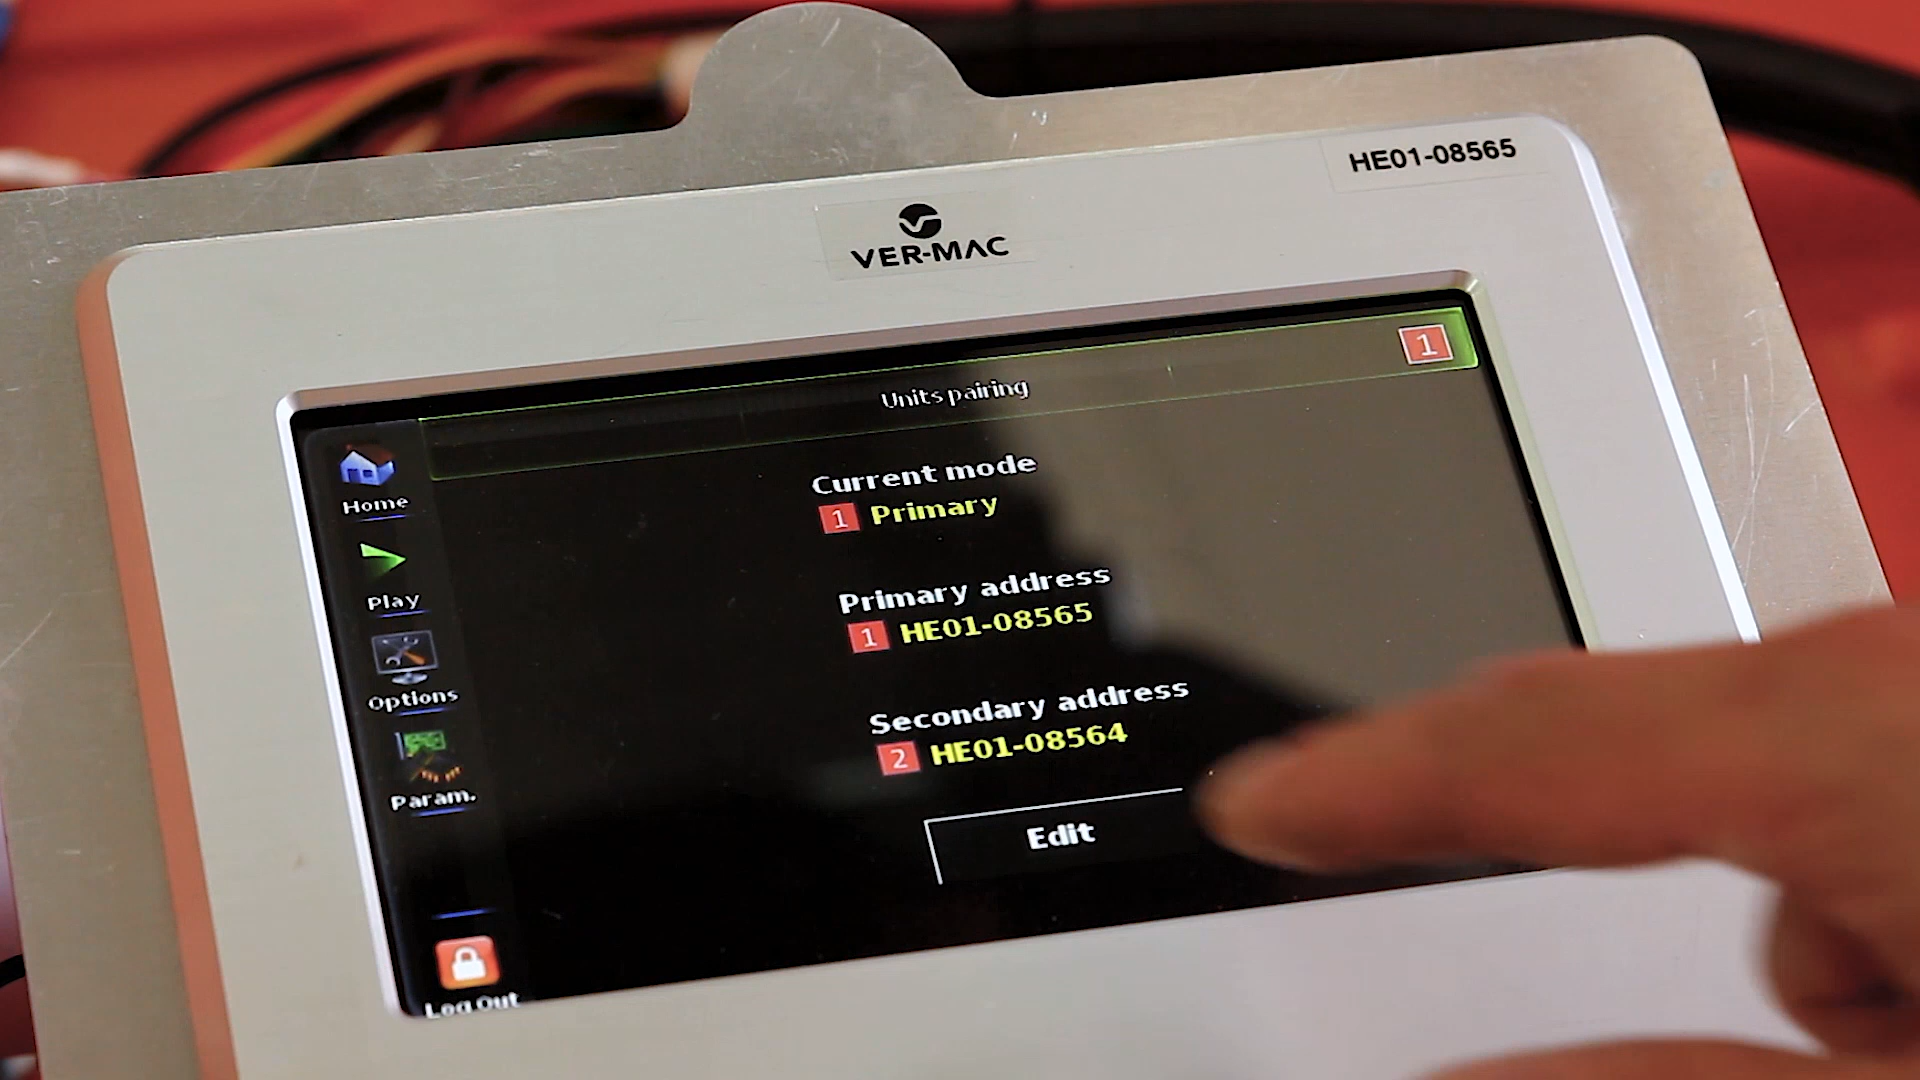 HE01-08565
VER-MAC
Units pairing
1
Home
Play
Options
Param.
Log Out
Current mode
1 Primary
Primary address
1 HE01-08565
Secondary address
2 HE01-08564
Edit